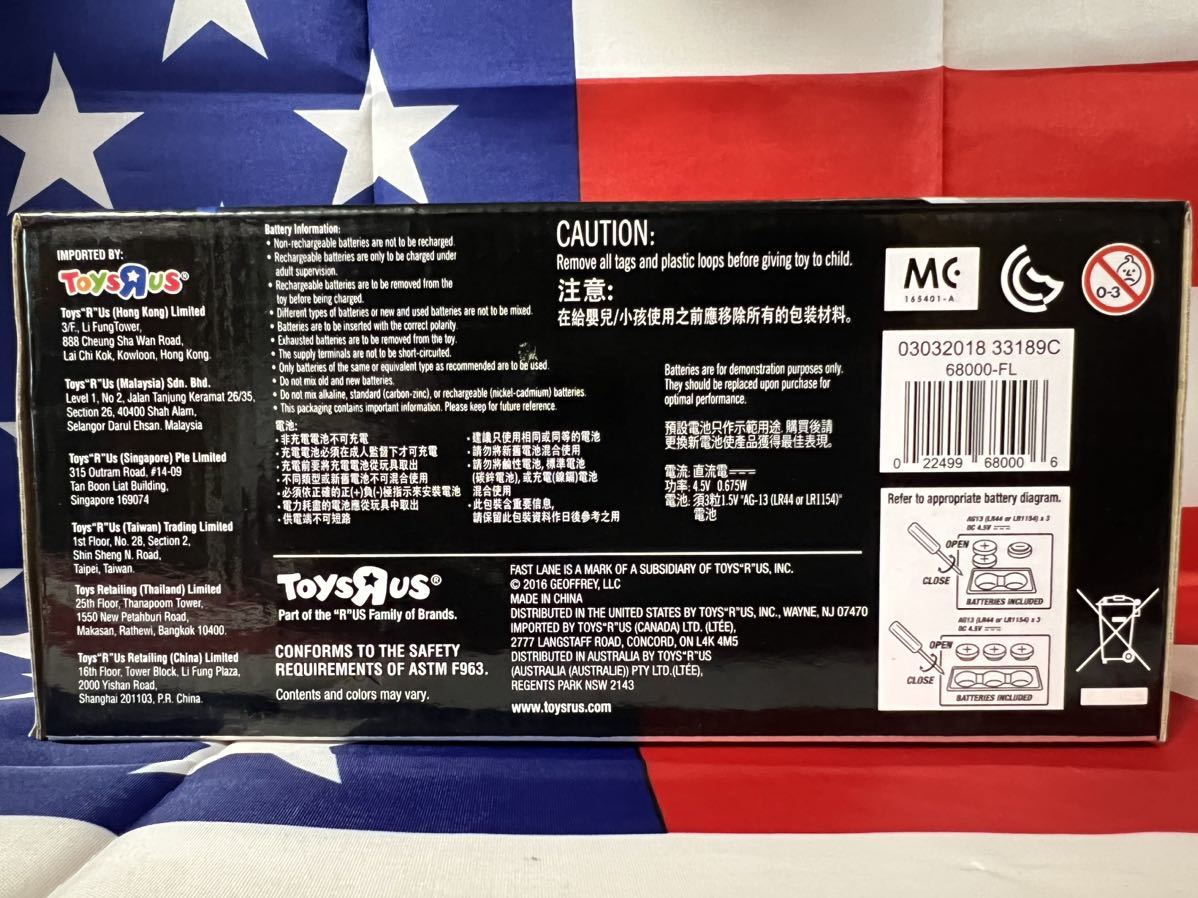 IMPORTED BY:
TOYSRUS®
Toys"R"Us (Hong Kong) Limited
3/F., Li FungTower,
888 Cheung Sha Wan Road,
Lai Chi Kok, Kowloon, Hong Kong.
Toys"R"Us (Malaysia) Sdn. Bhd.
Level 1, No 2, Jalan Tanjung Keramat 26/35,
Section 26, 40400 Shah Alam,
Selangor Darul Ehsan. Malaysia
Toys"R"Us (Singapore) Pte Limited
315 Outram Road, #14-09
Tan Boon Liat Building,
Singapore 169074
Toys"R"Us (Taiwan) Trading Limited
1st Floor, No. 28, Section 2,
Shin Sheng N. Road,
Taipei, Taiwan.
Toys Retailing (Thailand) Limited
25th Floor, Thanapoom Tower,
1550 New Petahburi Road,
Makasan, Rathewi, Bangkok 10400.
Toys"R"Us Retailing (China) Limited
16th Floor, Tower Block, Li Fung Plaza,
2000 Yishan Road,
Shanghai 201103, P.R. China.
Battery Information:
• Non-rechargeable batteries are not to be recharged.
• Rechargeable batteries are only to be charged under
adult supervision.
• Rechargeable batteries are to be removed from the
toy before being charged.
• Different types of batteries or new and used batteries are not to be mixed.
• Batteries are to be inserted with the correct polarity.
• Exhausted batteries are to be removed from the toy.
• The supply terminals are not to be short-circuited.
• Only batteries of the same or equivalent type as recommended are to be used.
• Do not mix old and new batteries.
• Do not mix alkaline, standard (carbon-zinc), or rechargeable (nickel-cadmium) batteries.
• This packaging contains important information. Please keep for future reference.
電池:
• 非充電電池不可充電
• 充電電池必須在成人監督下才可充電
• 充電前要將充電電池從玩具取出
• 不同類型或新舊電池不可混合使用
• 必須依正確的正(+)負(-)極指示來安裝電池
• 電力耗盡的電池應從玩具中取出
• 供電端不可短路
• 建議只使用相同或同等的電池
• 請勿將新舊電池混合使用
• 請勿將鹼性電池, 標準電池
(碳鋅電池), 或充電(鎳鎘)電池
混合使用
• 此包裝含重要信息,
請保留此包裝資料作日後參考之用
CAUTION:
Remove all tags and plastic loops before giving toy to child.
注意:
在給嬰兒/小孩使用之前應移除所有的包裝材料。
Batteries are for demonstration purposes only.
They should be replaced upon purchase for
optimal performance.
預設電池只作示範用途, 購買後請
更換新電池使產品獲得最佳表現。
電流: 直流電
功率: 4.5V 0.675W
電池: 須3粒1.5V "AG-13 (LR44 or LR1154)"
電池
TOYSRUS®
Part of the "R"US Family of Brands.
CONFORMS TO THE SAFETY
REQUIREMENTS OF ASTM F963.
Contents and colors may vary.
FAST LANE IS A MARK OF A SUBSIDIARY OF TOYS"R"US, INC.
© 2016 GEOFFREY, LLC
MADE IN CHINA
DISTRIBUTED IN THE UNITED STATES BY TOYS"R"US, INC., WAYNE, NJ 07470
IMPORTED BY TOYS"R"US (CANADA) LTD. (LTÉE),
2777 LANGSTAFF ROAD, CONCORD, ON L4K 4M5
DISTRIBUTED IN AUSTRALIA BY TOYS"R"US
(AUSTRALIA (AUSTRALIE)) PTY LTD.(LTÉE),
REGENTS PARK NSW 2143
www.toysrus.com
MC
165401-A
0-3
03032018 33189C
68000-FL
0 22499 68000 6
Refer to appropriate battery diagram.
AG13 (LR44 or LR1154) x 3
DC 4.5V
OPEN
CLOSE
BATTERIES INCLUDED
AG13 (LR44 or LR1154) x 3
DC 4.5V
OPEN
CLOSE
BATTERIES INCLUDED